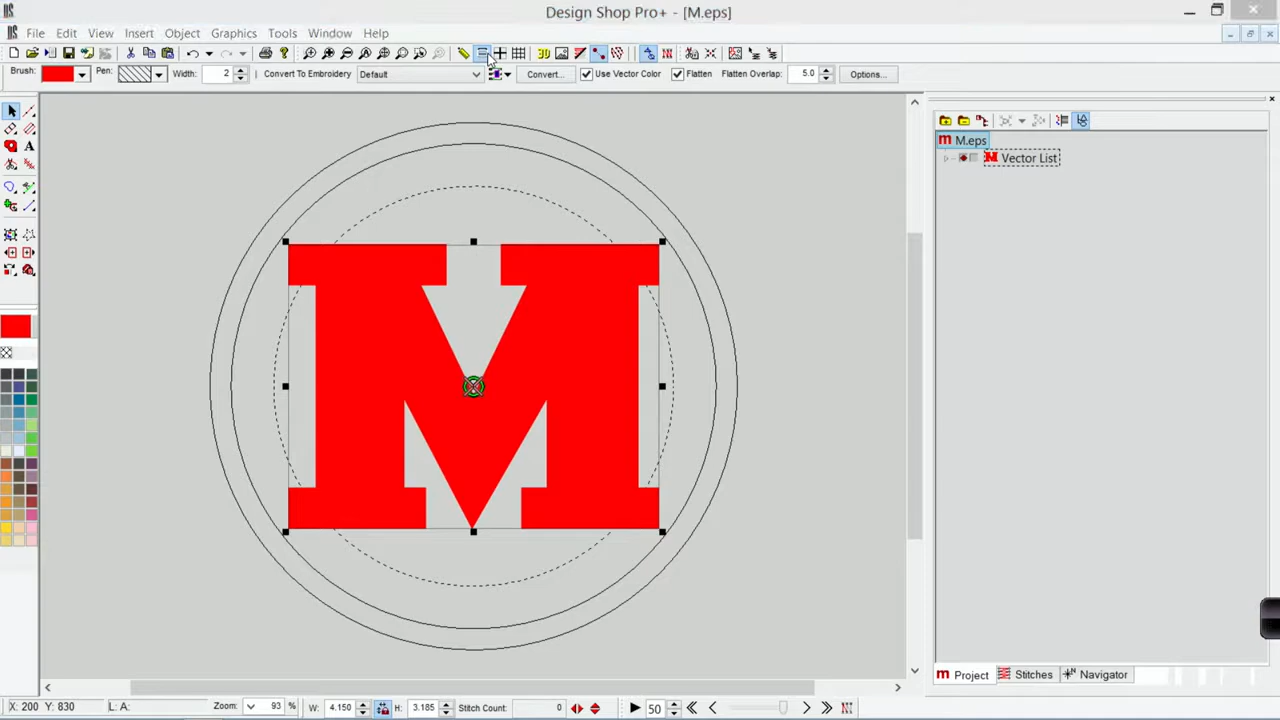 Design Shop Pro+ - [M.eps]
File Edit View Insert Object Graphics Tools Window Help
3D
Brush: Pen: Width: 2 Convert To Embroidery Default Convert... Use Vector Color Flatten Flatten Overlap: 5.0 Options...
A
m M.eps
M Vector List
M
m Project Stitches N Navigator
X: 200 Y: 830 L: A: Zoom: 93 % W: 4.150 H: 3.185 Stitch Count: 0 50